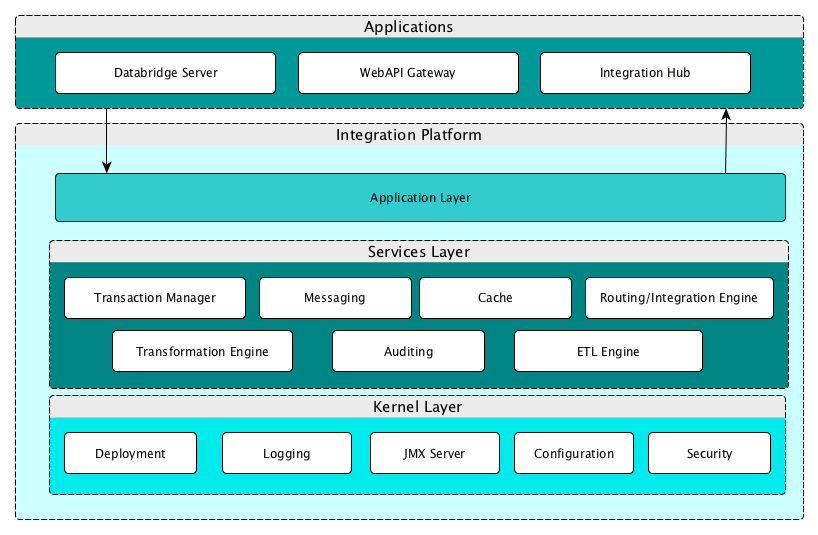 Applications
Databridge Server
WebAPI Gateway
Integration Hub
Integration Platform
Application Layer
Services Layer
Transaction Manager
Messaging
Cache
Routing/Integration Engine
Transformation Engine
Auditing
ETL Engine
Kernel Layer
Deployment
Logging
JMX Server
Configuration
Security